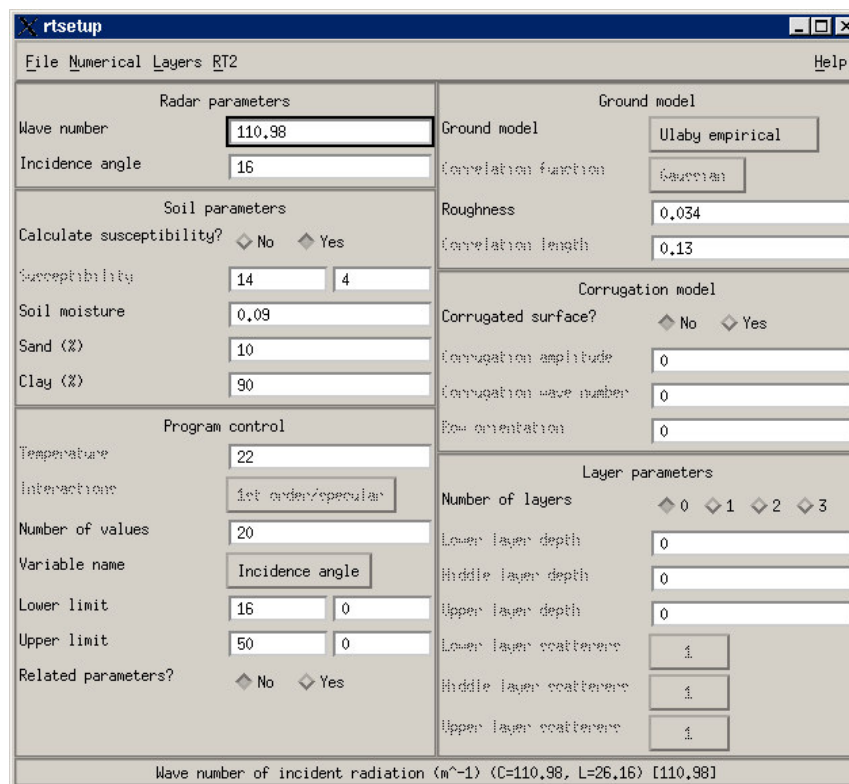 rtsetup
File Numerical Layers RT2 Help
Radar parameters
Wave number 110.98
Incidence angle 16
Soil parameters
Calculate susceptibility? No Yes
Susceptibility 14 4
Soil moisture 0.09
Sand (%) 10
Clay (%) 90
Program control
Temperature 22
Interactions 1st order/specular
Number of values 20
Variable name Incidence angle
Lower limit 16 0
Upper limit 50 0
Related parameters? No Yes
Ground model
Ground model Ulaby empirical
Correlation function Gaussian
Roughness 0.034
Correlation length 0.13
Corrugation model
Corrugated surface? No Yes
Corrugation amplitude 0
Corrugation wave number 0
Row orientation 0
Layer parameters
Number of layers 0 1 2 3
Lower layer depth 0
Middle layer depth 0
Upper layer depth 0
Lower layer scatterers 1
Middle layer scatterers 1
Upper layer scatterers 1
Wave number of incident radiation (m^-1) (C=110.98, L=26.16) [110.98]